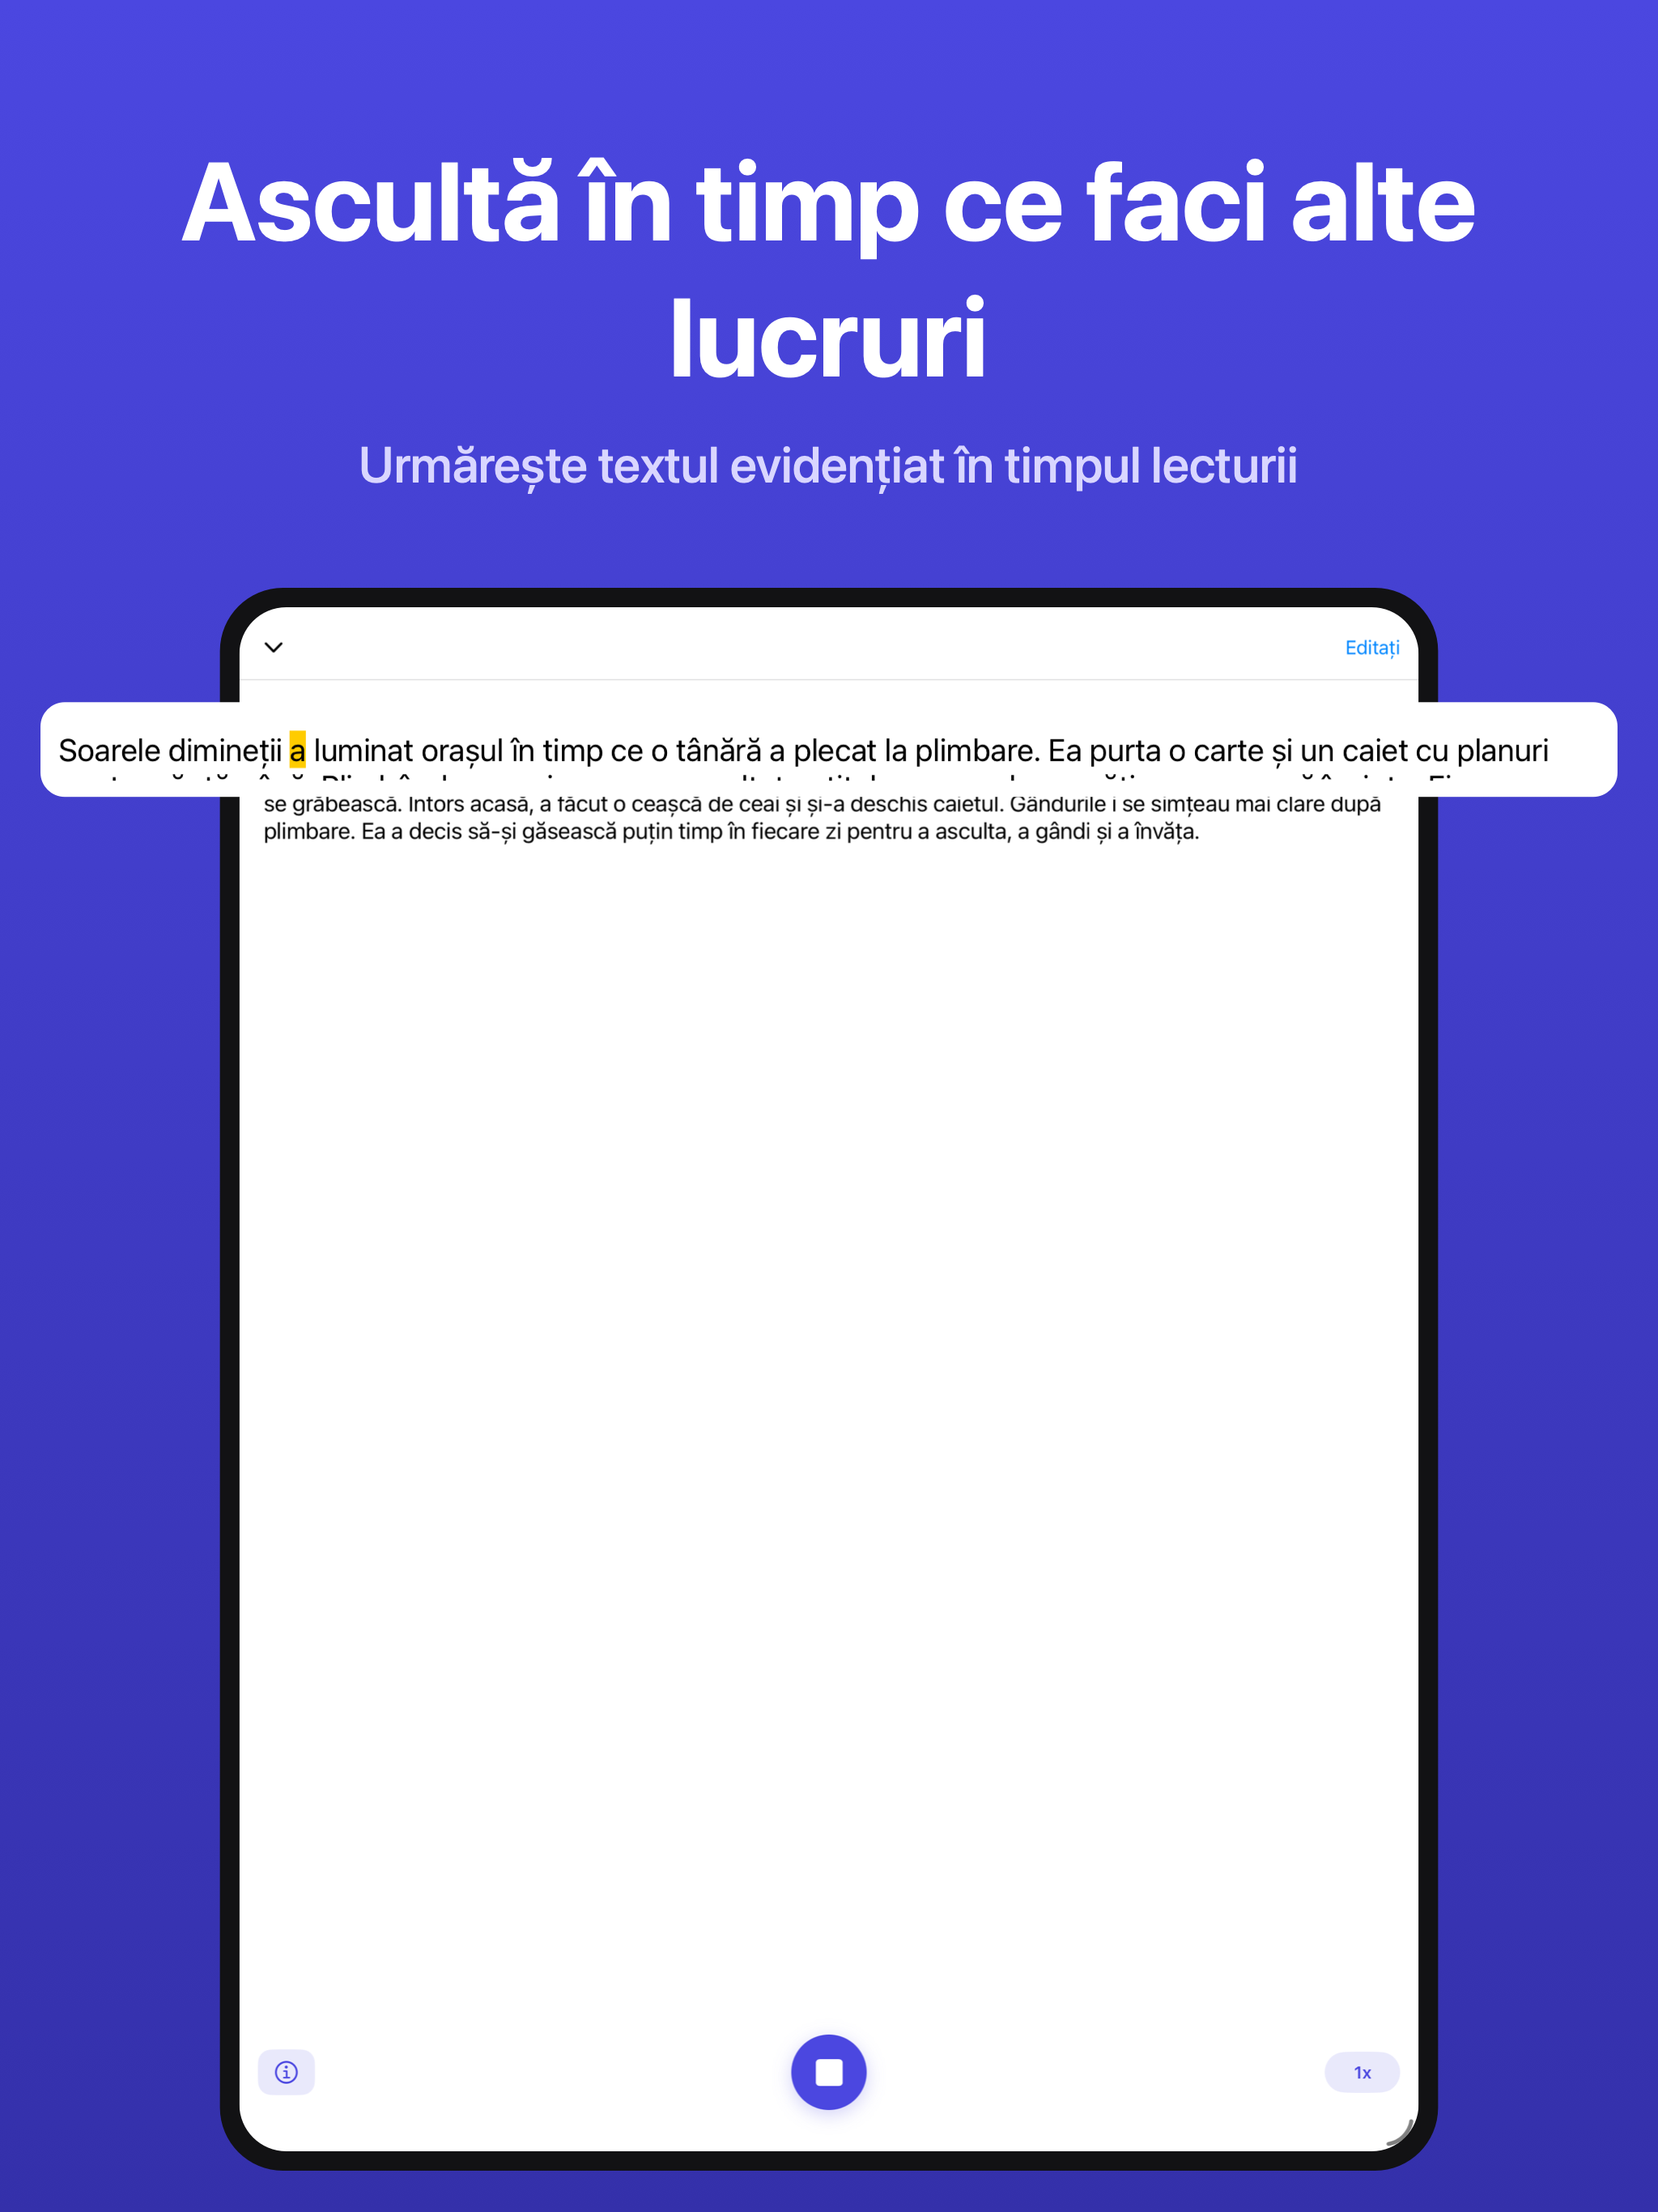 Ascultă în timp ce faci alte
lucruri
Urmărește textul evidențiat în timpul lecturii
Editați
Soarele dimineții a luminat orașul în timp ce o tânără a plecat la plimbare. Ea purta o carte și un caiet cu planuri
se grăbească. Întors acasă, a făcut o ceașcă de ceai și și-a deschis caietul. Gândurile i se simțeau mai clare după
plimbare. Ea a decis să-și găsească puțin timp în fiecare zi pentru a asculta, a gândi și a învăța.
1x